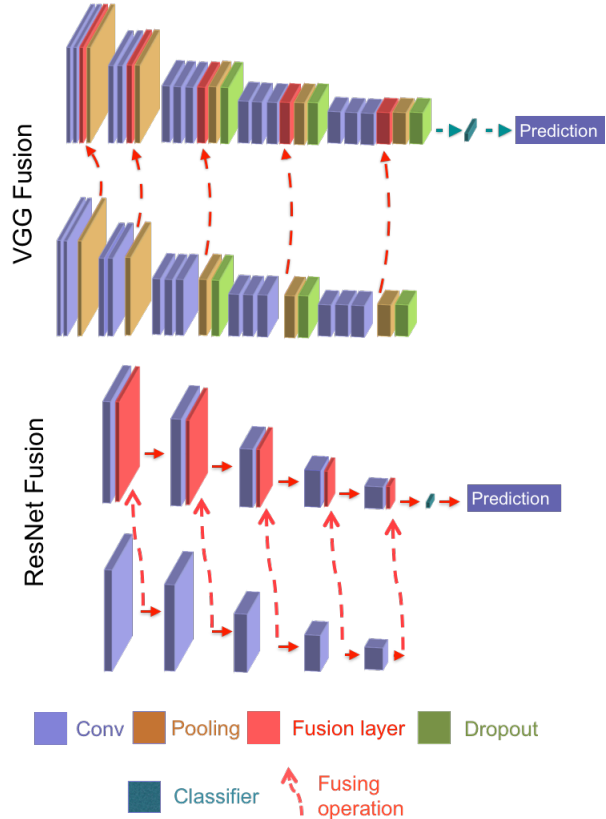 VGG Fusion
Prediction
ResNet Fusion
Prediction
Conv
Pooling
Fusion layer
Dropout
Classifier
Fusing
operation